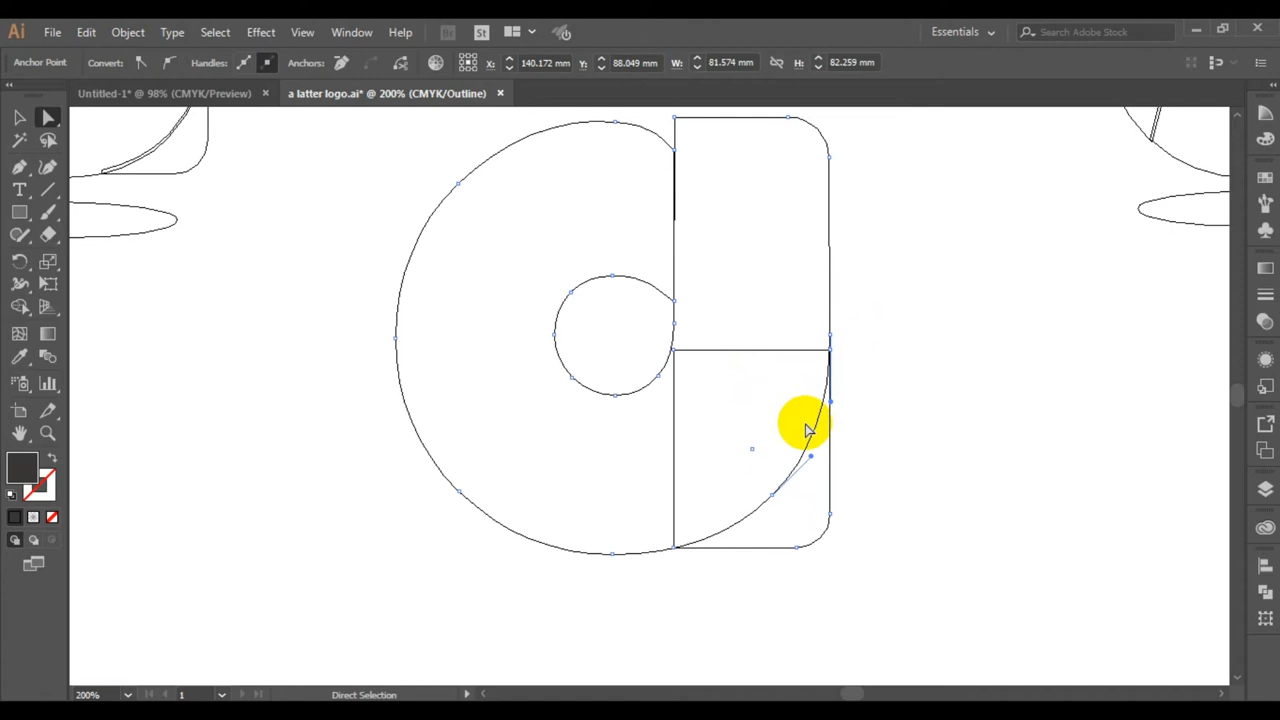 Ai File Edit Object Type Select Effect View Window Help Br St Essentials Search Adobe Stock
Anchor Point Convert: Handles: Anchors: X: 140.172 mm Y: 88.049 mm W: 81.574 mm H: 82.259 mm
Untitled-1* @ 98% (CMYK/Preview) × a latter logo.ai* @ 200% (CMYK/Outline) ×
T
200% 1 Direct Selection